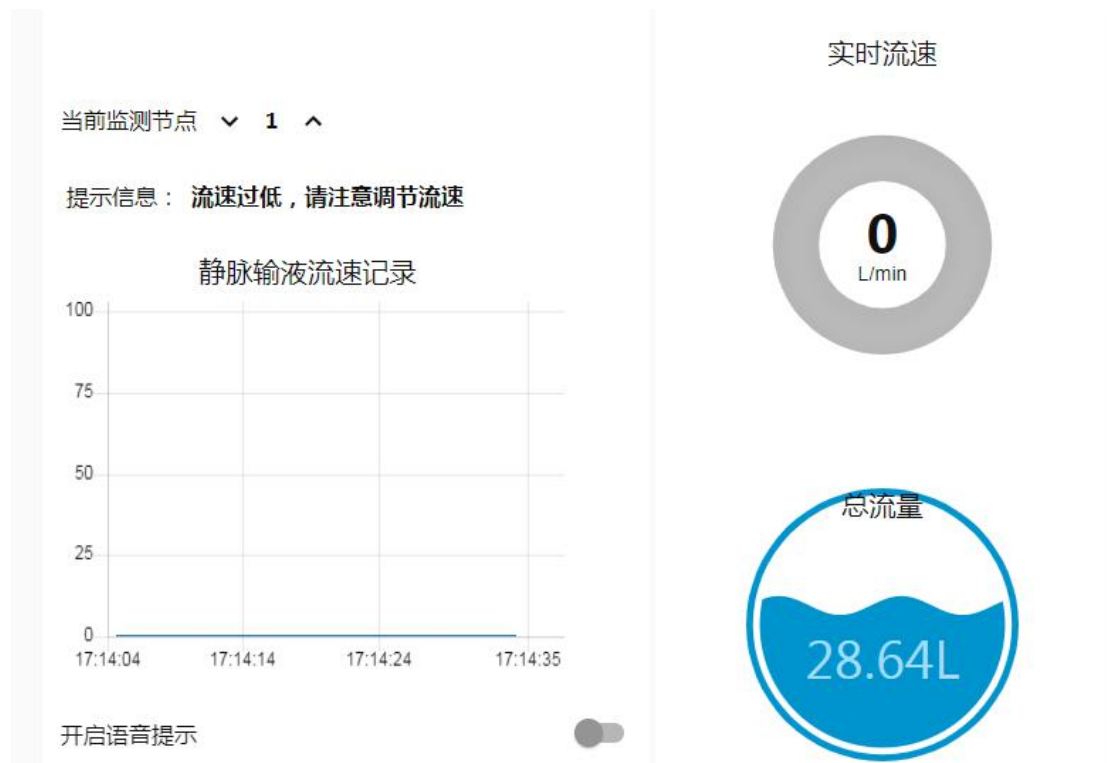 当前监测节点 1
提示信息： 流速过低，请注意调节流速
静脉输液流速记录
100
75
50
25
0
17:14:04 17:14:14 17:14:24 17:14:35
开启语音提示
实时流速
0
L/min
总流量
28.64L